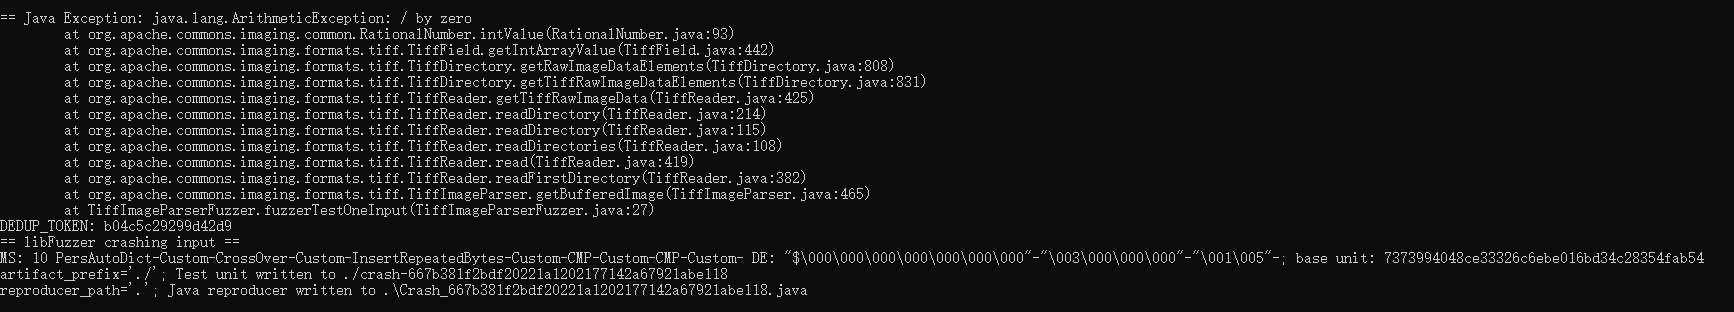 == Java Exception: java.lang.ArithmeticException: / by zero
at org.apache.commons.imaging.common.RationalNumber.intValue(RationalNumber.java:93)
at org.apache.commons.imaging.formats.tiff.TiffField.getIntArrayValue(TiffField.java:442)
at org.apache.commons.imaging.formats.tiff.TiffDirectory.getRawImageDataElements(TiffDirectory.java:808)
at org.apache.commons.imaging.formats.tiff.TiffDirectory.getTiffRawImageDataElements(TiffDirectory.java:831)
at org.apache.commons.imaging.formats.tiff.TiffReader.getTiffRawImageData(TiffReader.java:425)
at org.apache.commons.imaging.formats.tiff.TiffReader.readDirectory(TiffReader.java:214)
at org.apache.commons.imaging.formats.tiff.TiffReader.readDirectory(TiffReader.java:115)
at org.apache.commons.imaging.formats.tiff.TiffReader.readDirectories(TiffReader.java:108)
at org.apache.commons.imaging.formats.tiff.TiffReader.read(TiffReader.java:419)
at org.apache.commons.imaging.formats.tiff.TiffReader.readFirstDirectory(TiffReader.java:382)
at org.apache.commons.imaging.formats.tiff.TiffImageParser.getBufferedImage(TiffImageParser.java:465)
at TiffImageParserFuzzer.fuzzerTestOneInput(TiffImageParserFuzzer.java:27)
DEDUP_TOKEN: b04c5c29299d42d9
== libFuzzer crashing input ==
MS: 10 PersAutoDict-Custom-CrossOver-Custom-InsertRepeatedBytes-Custom-CMP-Custom-CMP-Custom- DE: "$\000\000\000\000\000\000\000"-"\003\000\000\000"-"\001\005"-; base unit: 7373994048ce33326c6ebe016bd34c28354fab54
artifact_prefix='./'; Test unit written to ./crash-667b381f2bdf20221a1202177142a67921abe118
reproducer_path='.'; Java reproducer written to .\Crash_667b381f2bdf20221a1202177142a67921abe118.java